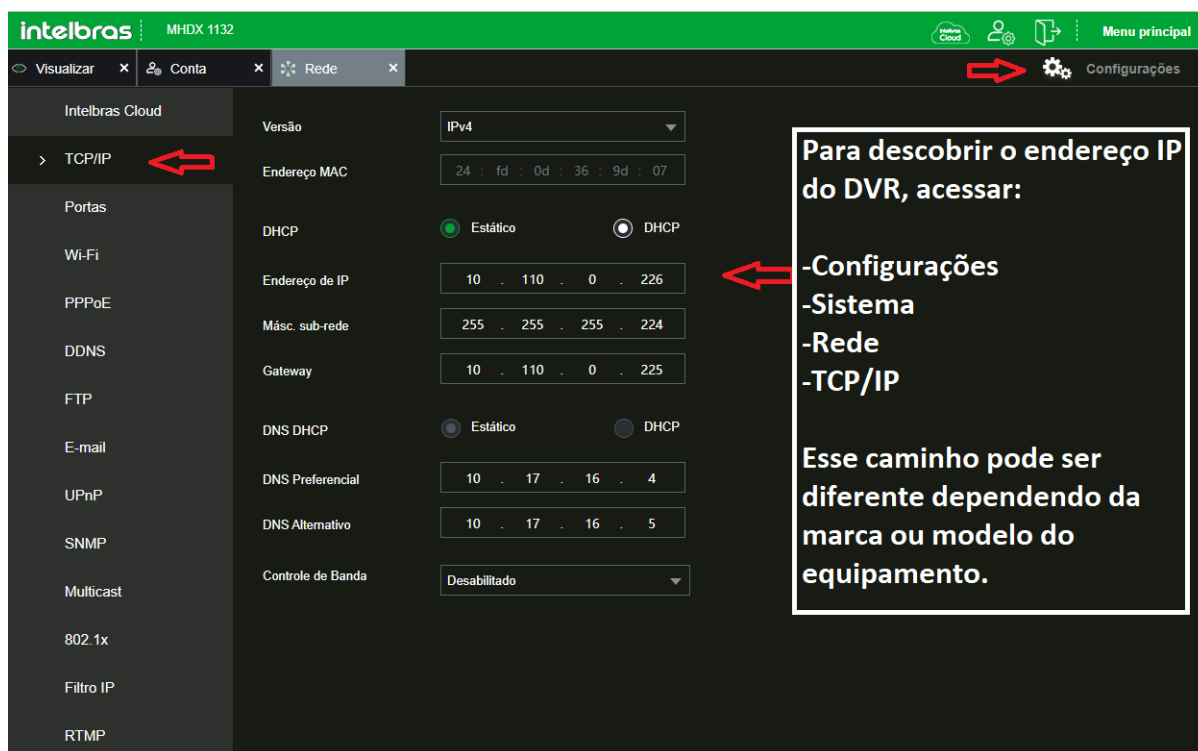 intelbras MHDX 1132 Intelbras Cloud Menu principal
Visualizar × Conta × Rede × Configurações
Intelbras Cloud
> TCP/IP
Portas
Wi-Fi
PPPoE
DDNS
FTP
E-mail
UPnP
SNMP
Multicast
802.1x
Filtro IP
RTMP
Versão IPv4
Endereço MAC 24 : fd : 0d : 36 : 9d : 07
DHCP Estático DHCP
Endereço de IP 10 . 110 . 0 . 226
Másc. sub-rede 255 . 255 . 255 . 224
Gateway 10 . 110 . 0 . 225
DNS DHCP Estático DHCP
DNS Preferencial 10 . 17 . 16 . 4
DNS Alternativo 10 . 17 . 16 . 5
Controle de Banda Desabilitado
Para descobrir o endereço IP
do DVR, acessar:
-Configurações
-Sistema
-Rede
-TCP/IP
Esse caminho pode ser
diferente dependendo da
marca ou modelo do
equipamento.